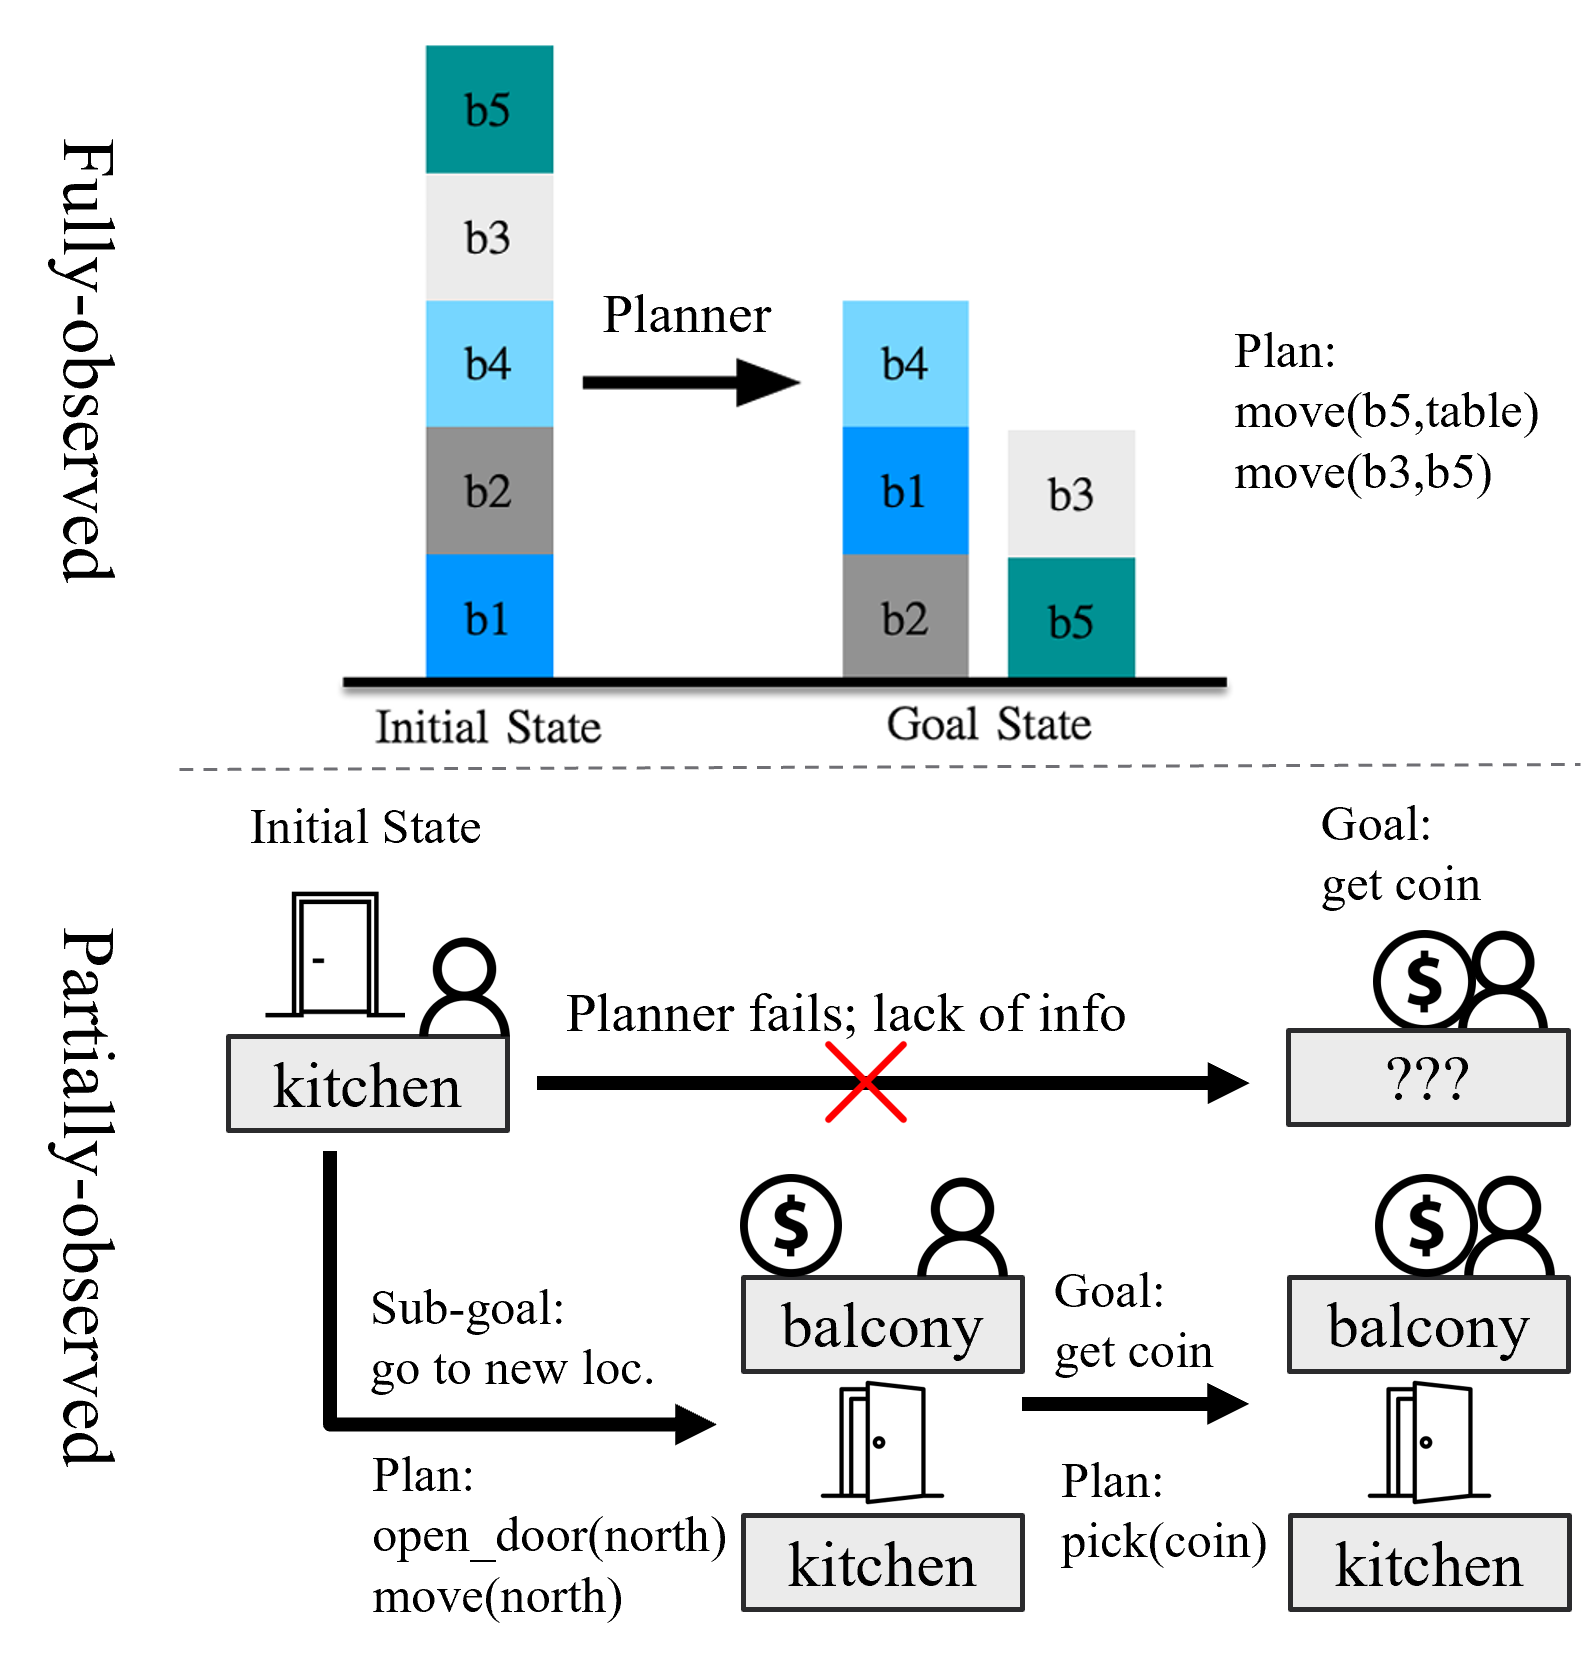 Fully-observed
b5
b3
b4
b2
b1
Planner
b4
b1
b2
b3
b5
Plan:
move(b5,table)
move(b3,b5)
Initial State
Goal State
Partially-observed
Initial State
kitchen
Planner fails; lack of info
Goal:
get coin
$
???
Sub-goal:
go to new loc.
Plan:
open_door(north)
move(north)
$
balcony
kitchen
Goal:
get coin
Plan:
pick(coin)
$
balcony
kitchen